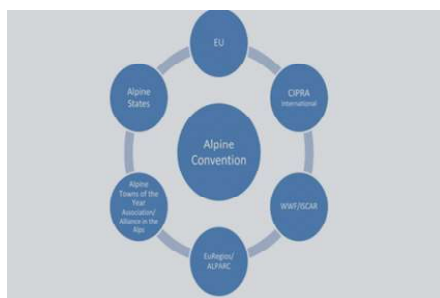 EU
CIPRA
International
WWF/ISCAR
EuRegios/
ALPARC
Alpine
Towns of the
Year
Association/
Alliance in the
Alps
Alpine
States
Alpine
Convention